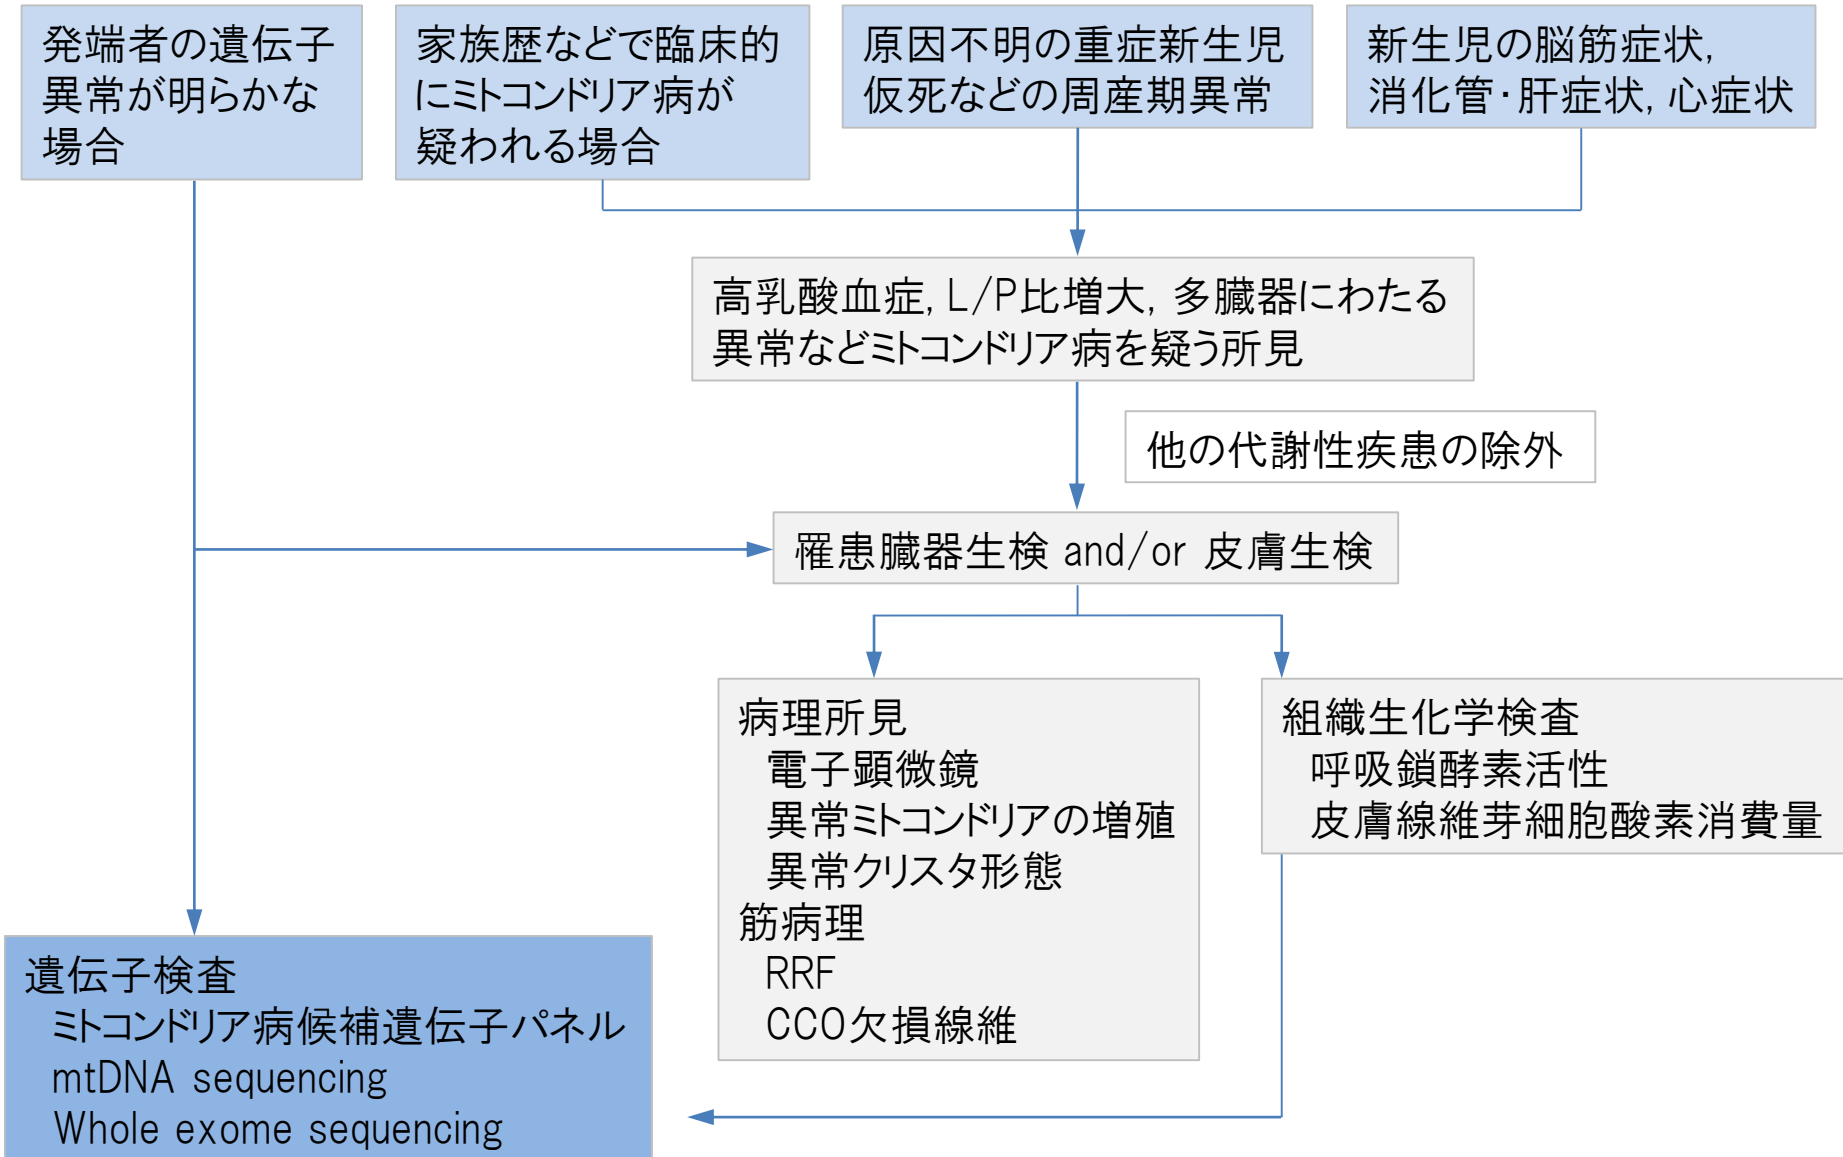 発端者の遺伝子
異常が明らかな
場合
家族歴などで臨床的
にミトコンドリア病が
疑われる場合
原因不明の重症新生児
仮死などの周産期異常
新生児の脳筋症状,
消化管・肝症状, 心症状
高乳酸血症, L/P比増大, 多臓器にわたる
異常などミトコンドリア病を疑う所見
他の代謝性疾患の除外
罹患臓器生検 and/or 皮膚生検
病理所見
電子顕微鏡
異常ミトコンドリアの増殖
異常クリスタ形態
筋病理
RRF
CCO欠損線維
組織生化学検査
呼吸鎖酵素活性
皮膚線維芽細胞酸素消費量
遺伝子検査
ミトコンドリア病候補遺伝子パネル
mtDNA sequencing
Whole exome sequencing